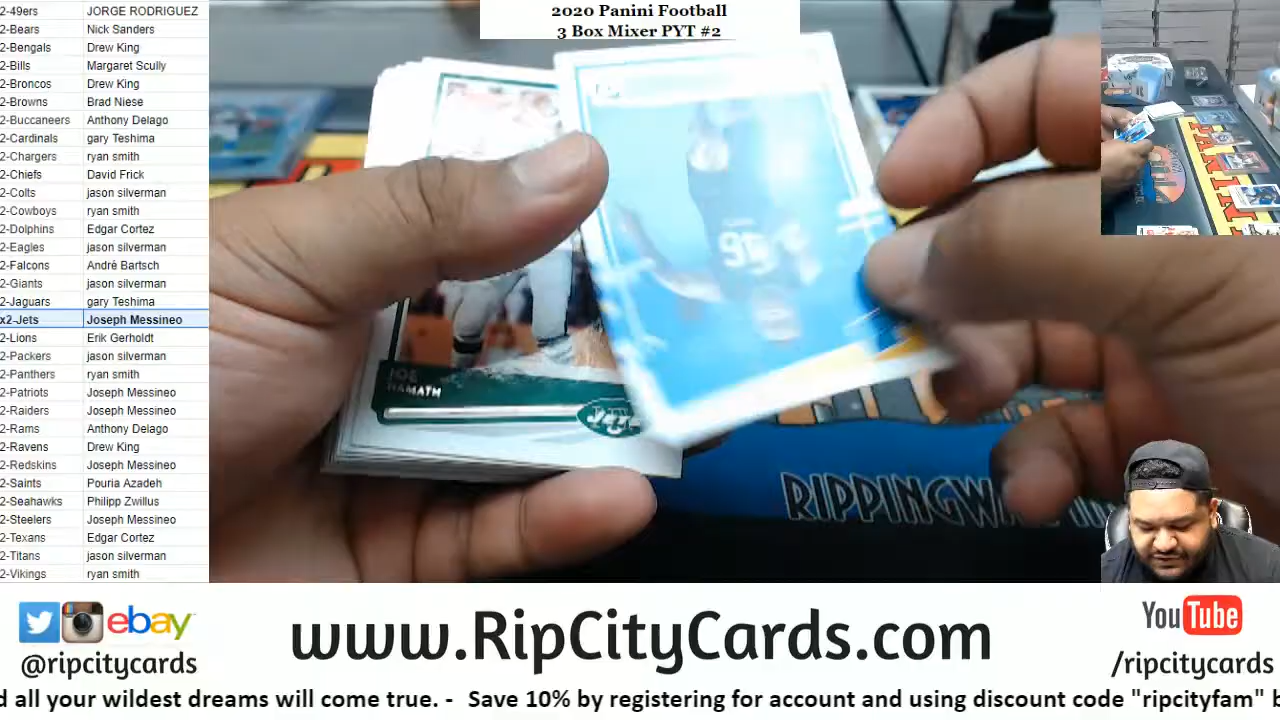 2020 Panini Football
3 Box Mixer PYT #2
2-49ers JORGE RODRIGUEZ
2-Bears Nick Sanders
2-Bengals Drew King
2-Bills Margaret Scully
2-Broncos Drew King
2-Browns Brad Niese
2-Buccaneers Anthony Delago
2-Cardinals gary Teshima
2-Chargers ryan smith
2-Chiefs David Frick
2-Colts jason silverman
2-Cowboys ryan smith
2-Dolphins Edgar Cortez
2-Eagles jason silverman
2-Falcons Andrè Bartsch
2-Giants jason silverman
2-Jaguars gary Teshima
x2-Jets Joseph Messineo
2-Lions Erik Gerholdt
2-Packers jason silverman
2-Panthers ryan smith
2-Patriots Joseph Messineo
2-Raiders Joseph Messineo
2-Rams Anthony Delago
2-Ravens Drew King
2-Redskins Joseph Messineo
2-Saints Pouria Azadeh
2-Seahawks Philipp Zwillus
2-Steelers Joseph Messineo
2-Texans Edgar Cortez
2-Titans jason silverman
2-Vikings ryan smith
95
JOE
NAMATH
JETS
RIPPINGWA
ebay
@ripcitycards
www.RipCityCards.com
YouTube
/ripcitycards
d all your wildest dreams will come true. - Save 10% by registering for account and using discount code "ripcityfam" b